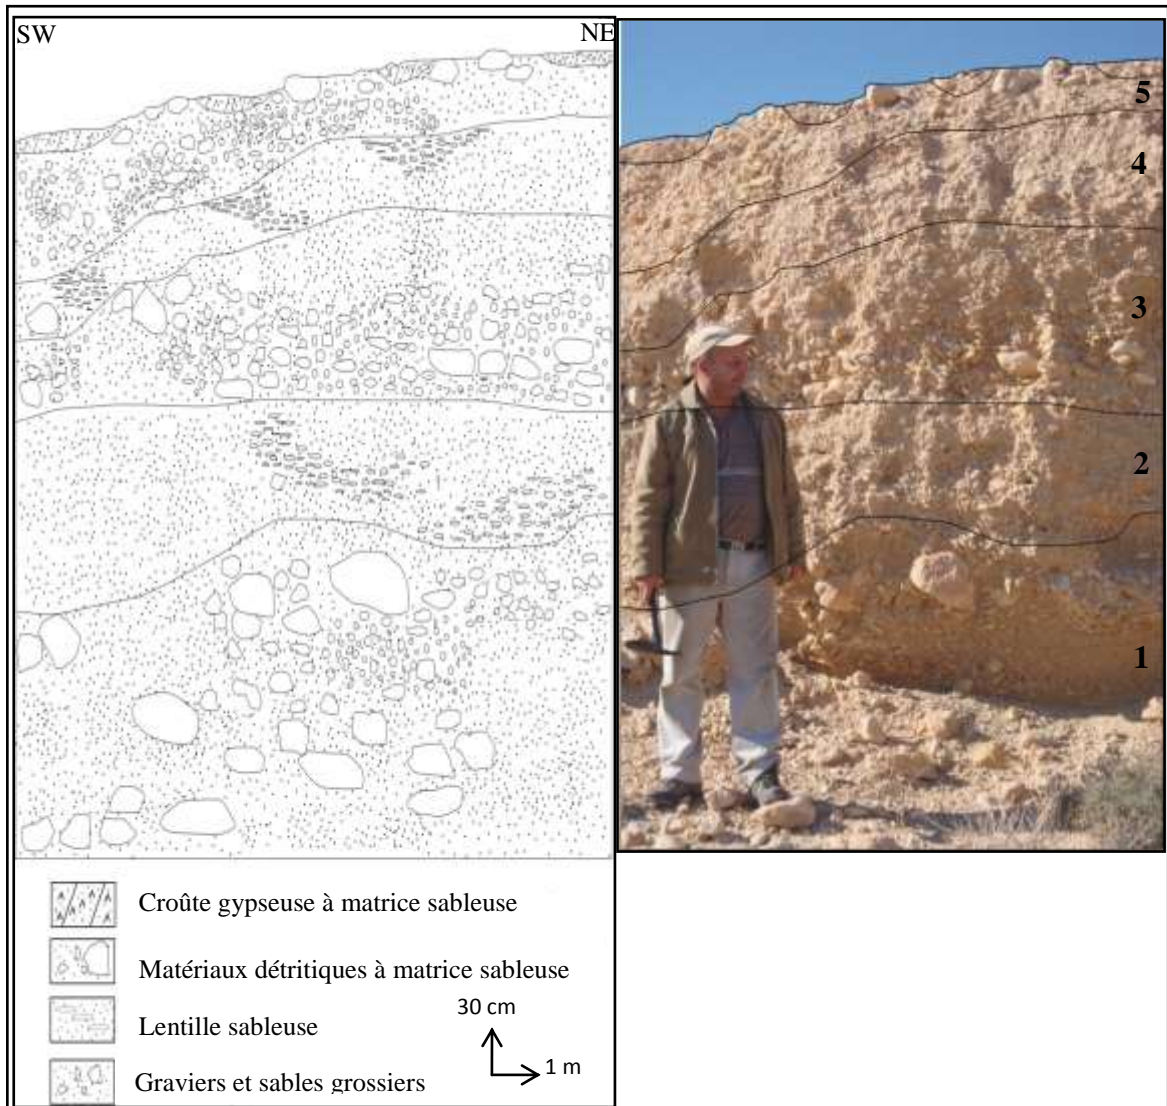 SW
NE
5
4
3
2
1
Croûte gypseuse à matrice sableuse
Matériaux détritiques à matrice sableuse
Lentille sableuse
Graviers et sables grossiers
30 cm
1 m